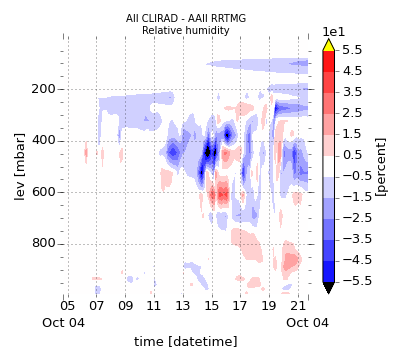 All CLIRAD - AAll RRTMG
Relative humidity
1e1
5.5
4.5
3.5
2.5
1.5
0.5
−0.5
−1.5
−2.5
−3.5
−4.5
−5.5
[percent]
lev [mbar]
200
400
600
800
05 07 09 11 13 15 17 19 21
Oct 04 Oct 04
time [datetime]